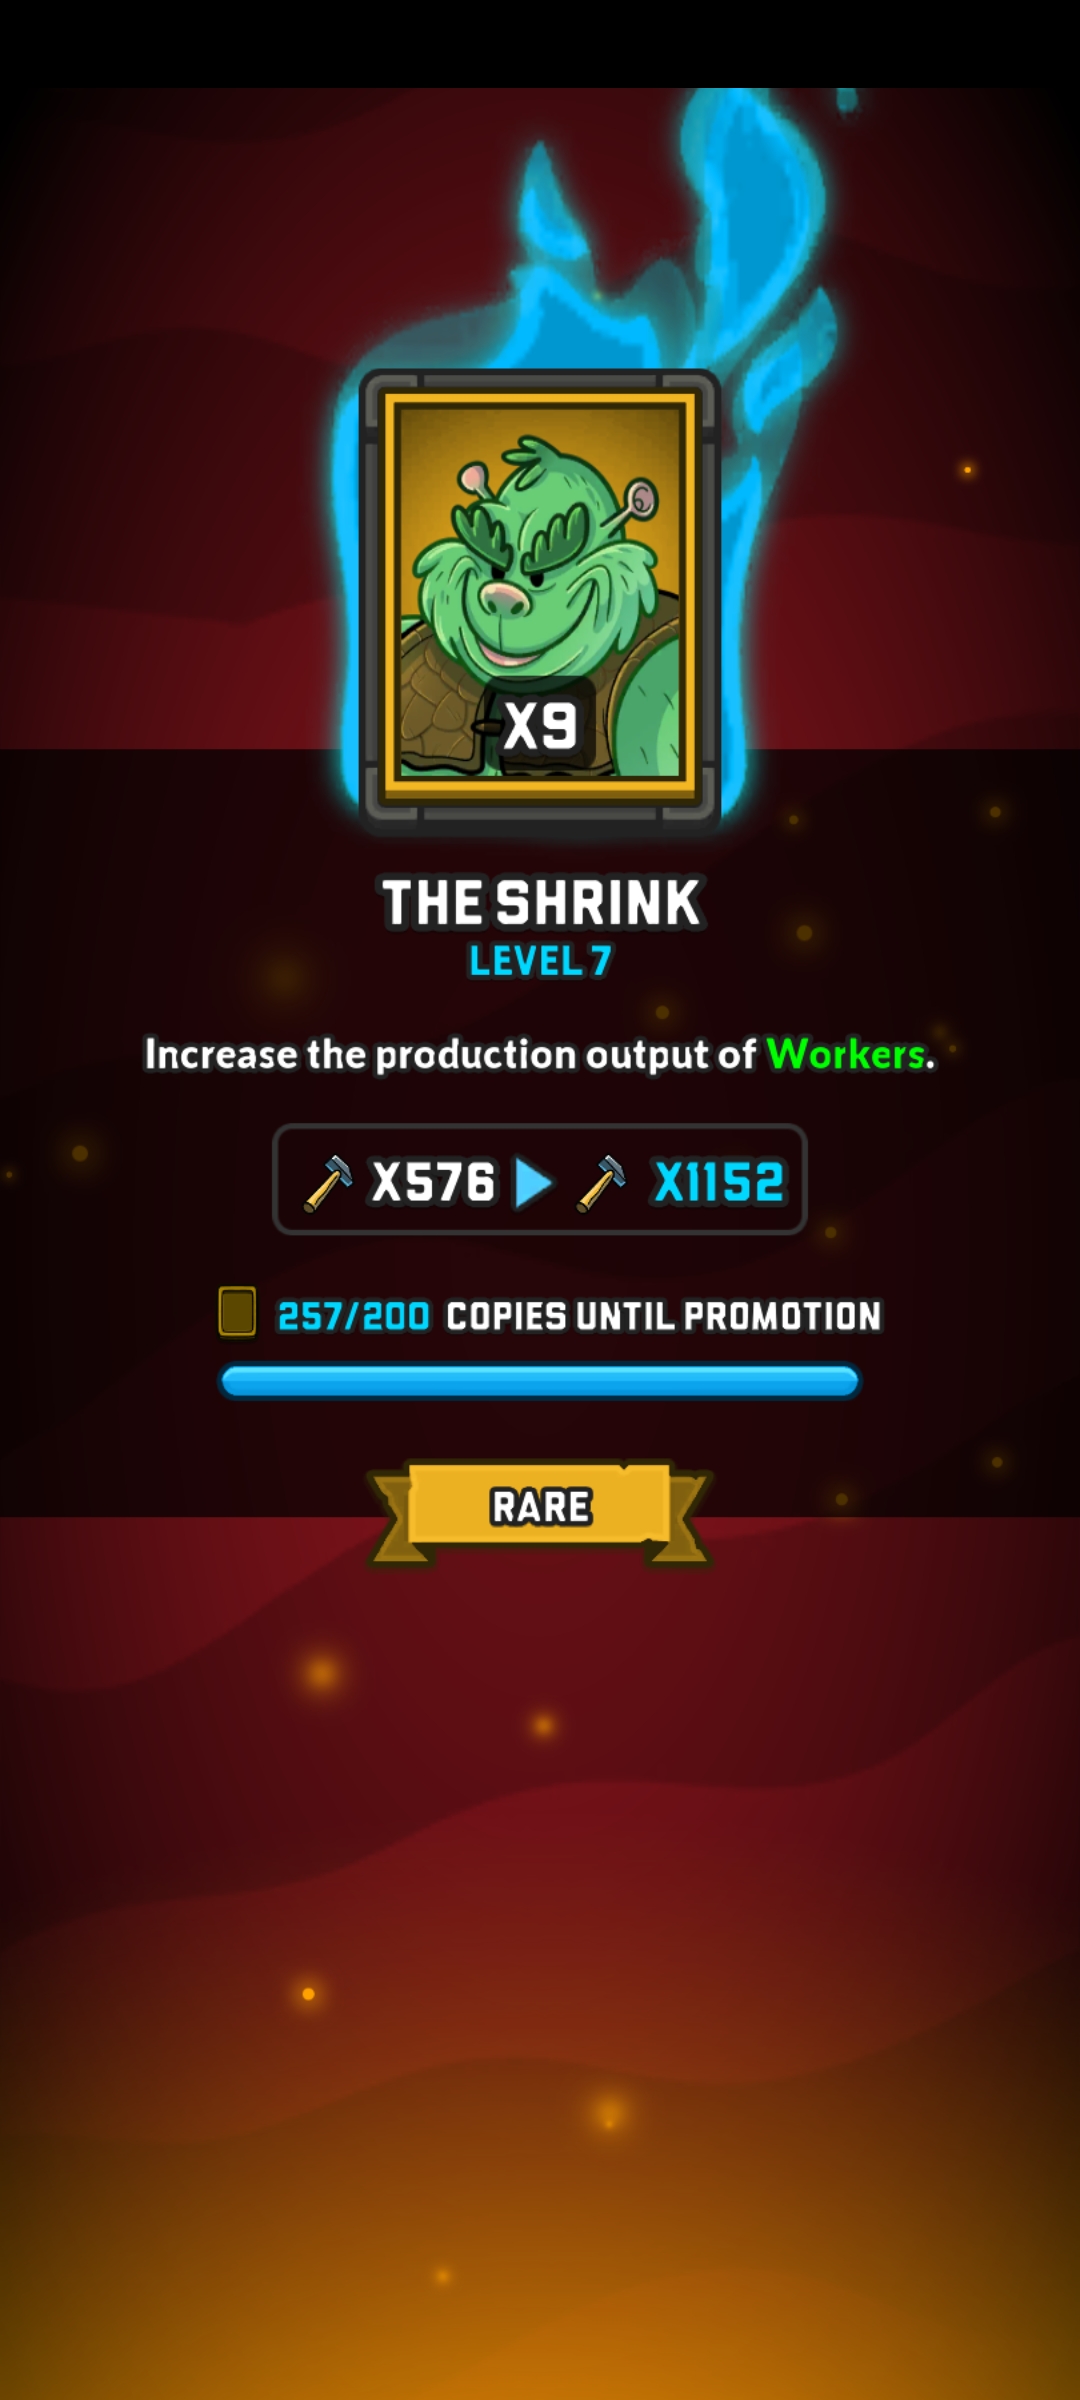 X9
THE SHRINK
LEVEL 7
Increase the production output of Workers.
X576 X1152
257/200 COPIES UNTIL PROMOTION
RARE